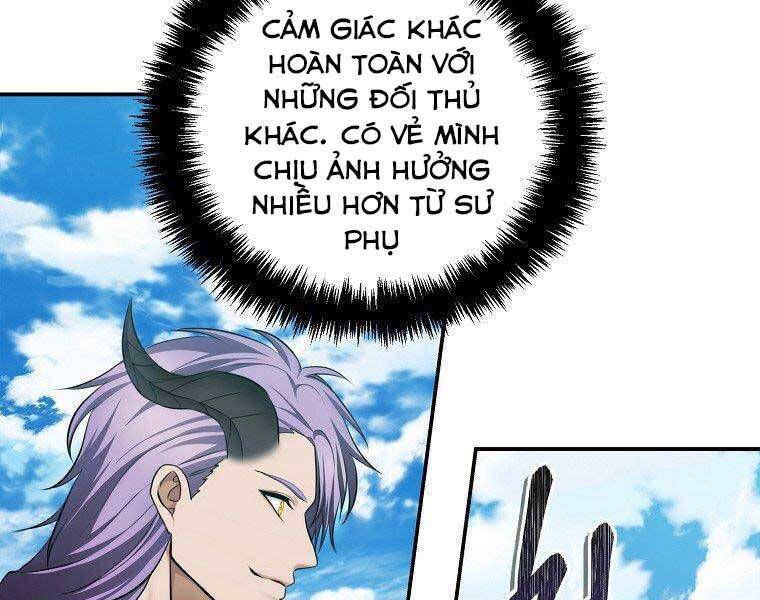 CẢM GIÁC KHÁC
HOÀN TOÀN VỚI
NHỮNG ĐỐI THỦ
KHÁC. CÓ VẺ MÌNH
CHỊU ẢNH HƯỞNG
NHIỀU HƠN TỪ SƯ
PHỤ